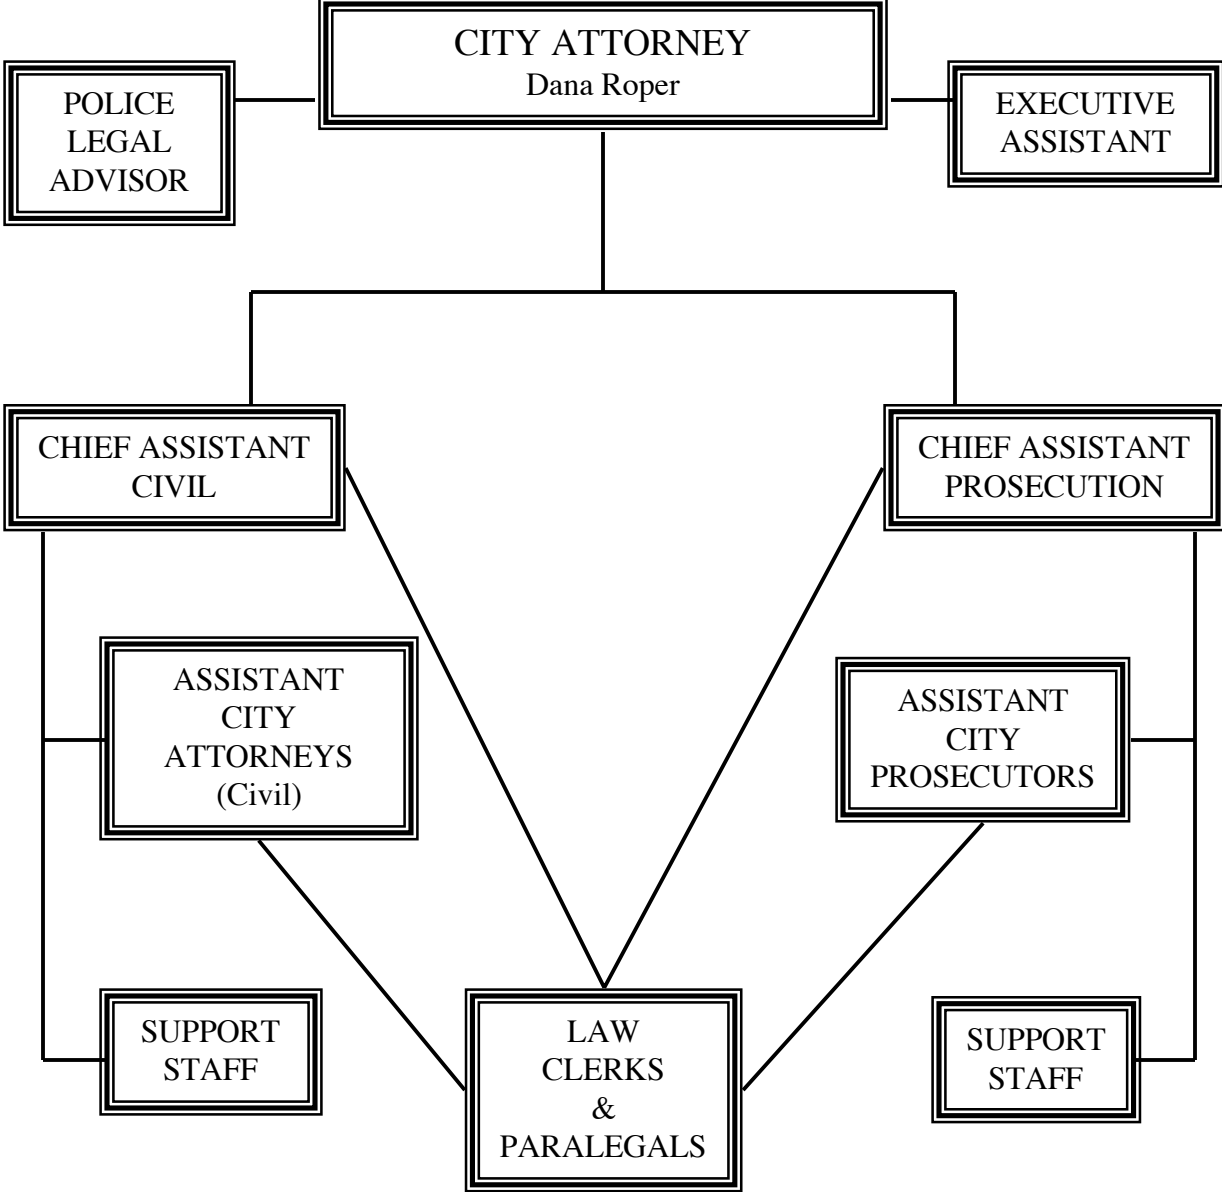 CITY ATTORNEY
Dana Roper
POLICE
LEGAL
ADVISOR
EXECUTIVE
ASSISTANT
CHIEF ASSISTANT
CIVIL
CHIEF ASSISTANT
PROSECUTION
ASSISTANT
CITY
ATTORNEYS
(Civil)
ASSISTANT
CITY
PROSECUTORS
SUPPORT
STAFF
LAW
CLERKS
&
PARALEGALS
SUPPORT
STAFF